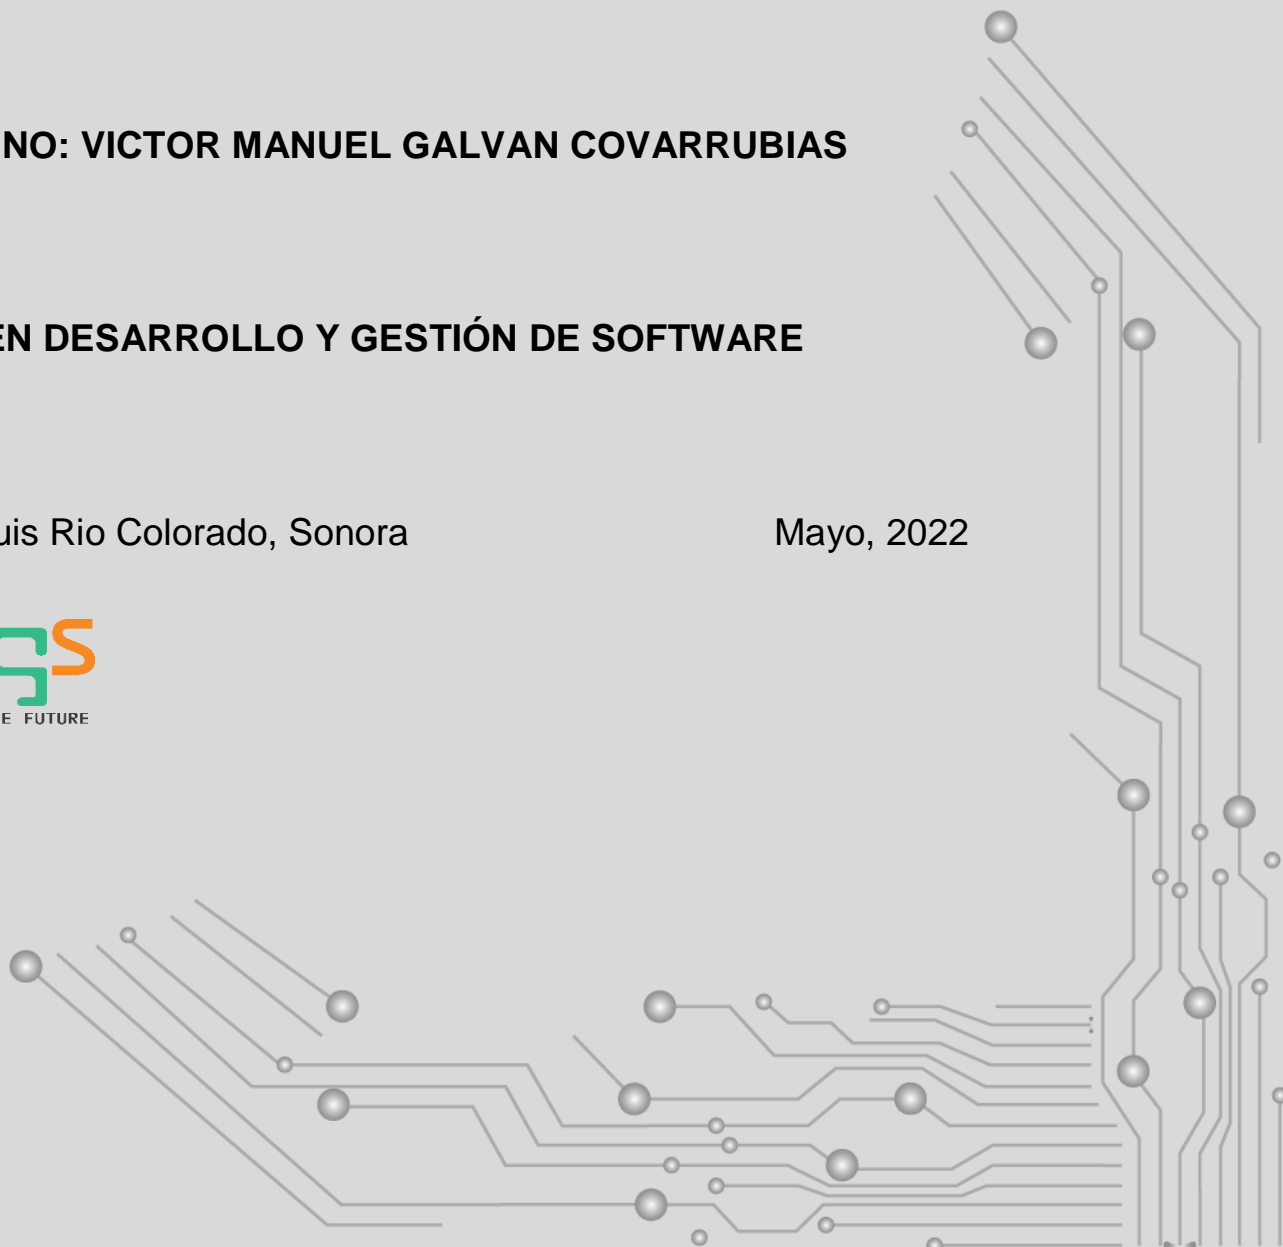 NO: VICTOR MANUEL GALVAN COVARRUBIAS
EN DESARROLLO Y GESTIÓN DE SOFTWARE
uis Rio Colorado, Sonora Mayo, 2022
S
E FUTURE